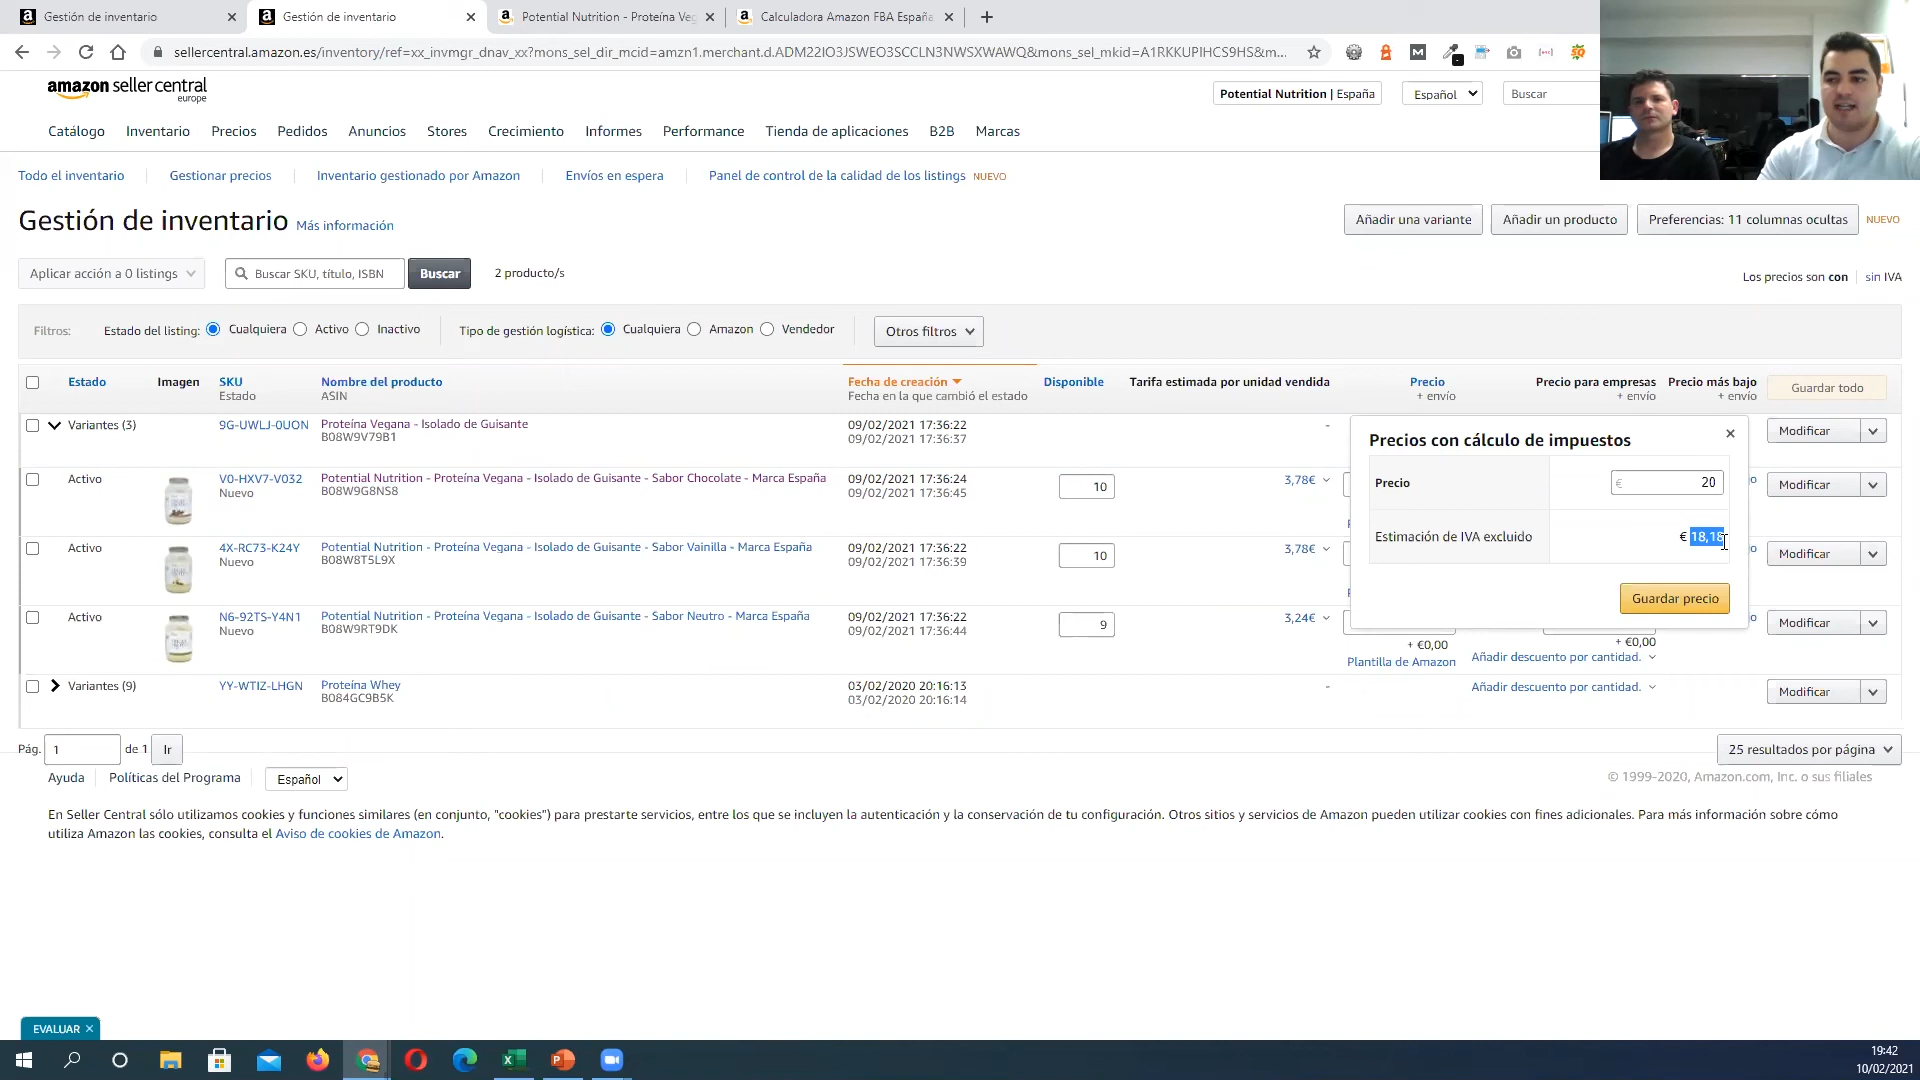 Gestión de inventario
Gestión de inventario
Potential Nutrition - Proteína Veg
Calculadora Amazon FBA España
sellercentral.amazon.es/inventory/ref=xx_invmgr_dnav_xx?mons_sel_dir_mcid=amzn1.merchant.d.ADM22IO3JSWEO3SCCLN3NWSXWAWQ&mons_sel_mkid=A1RKKUPIHCS9HS&m...
amazon seller central
europe
Potential Nutrition | España
Español
Buscar
Catálogo Inventario Precios Pedidos Anuncios Stores Crecimiento Informes Performance Tienda de aplicaciones B2B Marcas
Todo el inventario Gestionar precios Inventario gestionado por Amazon Envíos en espera Panel de control de la calidad de los listings NUEVO
Gestión de inventario Más información
Añadir una variante Añadir un producto Preferencias: 11 columnas ocultas NUEVO
Aplicar acción a 0 listings Buscar SKU, título, ISBN Buscar 2 producto/s
Los precios son con sin IVA
Filtros: Estado del listing: Cualquiera Activo Inactivo Tipo de gestión logística: Cualquiera Amazon Vendedor Otros filtros
Estado Imagen SKU Nombre del producto Fecha de creación Disponible Tarifa estimada por unidad vendida Precio Precio para empresas Precio más bajo Guardar todo
Estado ASIN Fecha en la que cambió el estado + envío + envío + envío
Variantes (3) 9G-UWLJ-0UON Proteína Vegana - Isolado de Guisante 09/02/2021 17:36:22 - Modificar
B08W9V79B1 09/02/2021 17:36:37
Precios con cálculo de impuestos
Precio € 20
Estimación de IVA excluido € 18,18
Guardar precio
Activo V0-HXV7-V032 Potential Nutrition - Proteína Vegana - Isolado de Guisante - Sabor Chocolate - Marca España 09/02/2021 17:36:24 10 3,78€ Modificar
Nuevo B08W9G8NS8 09/02/2021 17:36:45
Activo 4X-RC73-K24Y Potential Nutrition - Proteína Vegana - Isolado de Guisante - Sabor Vainilla - Marca España 09/02/2021 17:36:22 10 3,78€ Modificar
Nuevo B08W8T5L9X 09/02/2021 17:36:39
Activo N6-92TS-Y4N1 Potential Nutrition - Proteína Vegana - Isolado de Guisante - Sabor Neutro - Marca España 09/02/2021 17:36:22 9 3,24€ Modificar
Nuevo B08W9RT9DK 09/02/2021 17:36:44
+ €0,00 + €0,00
Plantilla de Amazon Añadir descuento por cantidad.
Variantes (9) YY-WTIZ-LHGN Proteína Whey 03/02/2020 20:16:13 - Añadir descuento por cantidad. Modificar
B084GC9B5K 03/02/2020 20:16:14
Pág. 1 de 1 Ir
25 resultados por página
Ayuda Políticas del Programa Español
© 1999-2020, Amazon.com, Inc. o sus filiales
En Seller Central sólo utilizamos cookies y funciones similares (en conjunto, "cookies") para prestarte servicios, entre los que se incluyen la autenticación y la conservación de tu configuración. Otros sitios y servicios de Amazon pueden utilizar cookies con fines adicionales. Para más información sobre cómo
utiliza Amazon las cookies, consulta el Aviso de cookies de Amazon.
EVALUAR
19:42
10/02/2021